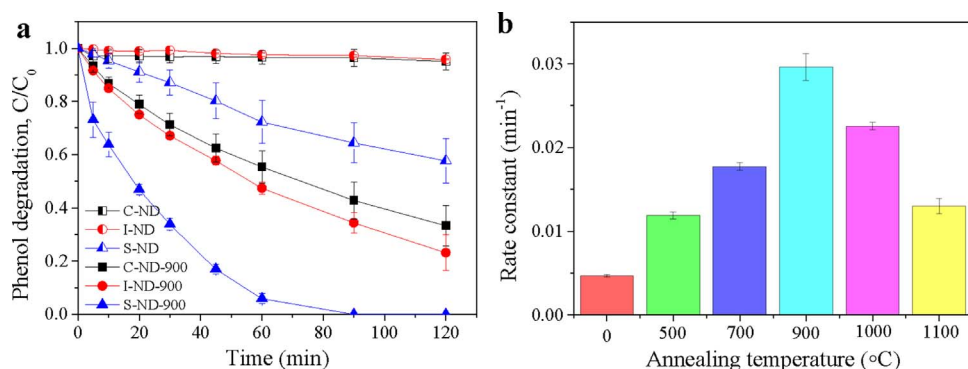 a
Phenol degradation, C/C0
1.0
0.8
0.6
0.4
0.2
0.0
C-ND
I-ND
S-ND
C-ND-900
I-ND-900
S-ND-900
0 20 40 60 80 100 120
Time (min)
b
Rate constant (min-1)
0.03
0.02
0.01
0.00
0 500 700 900 1000 1100
Annealing temperature (°C)